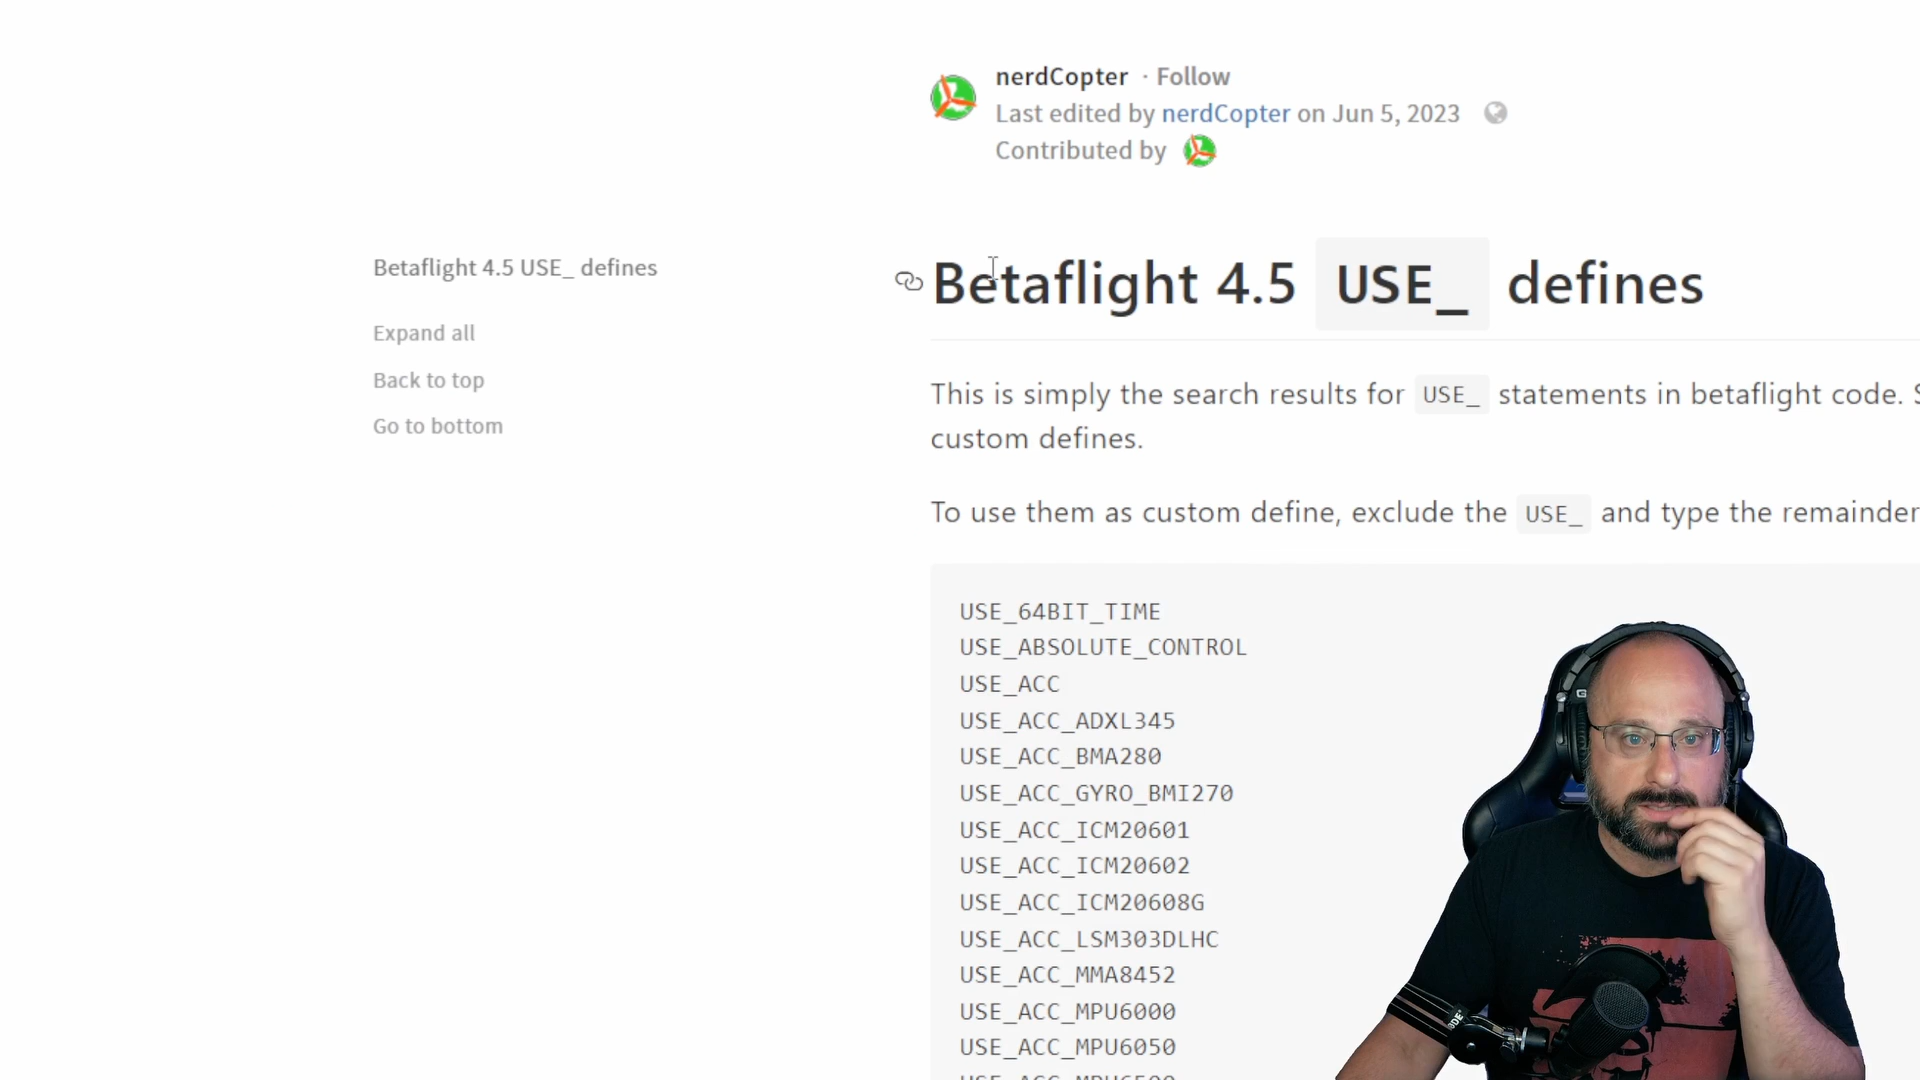 nerdCopter · Follow
Last edited by nerdCopter on Jun 5, 2023
Contributed by
Betaflight 4.5 USE_ defines
Expand all
Back to top
Go to bottom
Betaflight 4.5 USE_ defines
This is simply the search results for USE_ statements in betaflight code. S
custom defines.
To use them as custom define, exclude the USE_ and type the remainder
USE_64BIT_TIME
USE_ABSOLUTE_CONTROL
USE_ACC
USE_ACC_ADXL345
USE_ACC_BMA280
USE_ACC_GYRO_BMI270
USE_ACC_ICM20601
USE_ACC_ICM20602
USE_ACC_ICM20608G
USE_ACC_LSM303DLHC
USE_ACC_MMA8452
USE_ACC_MPU6000
USE_ACC_MPU6050